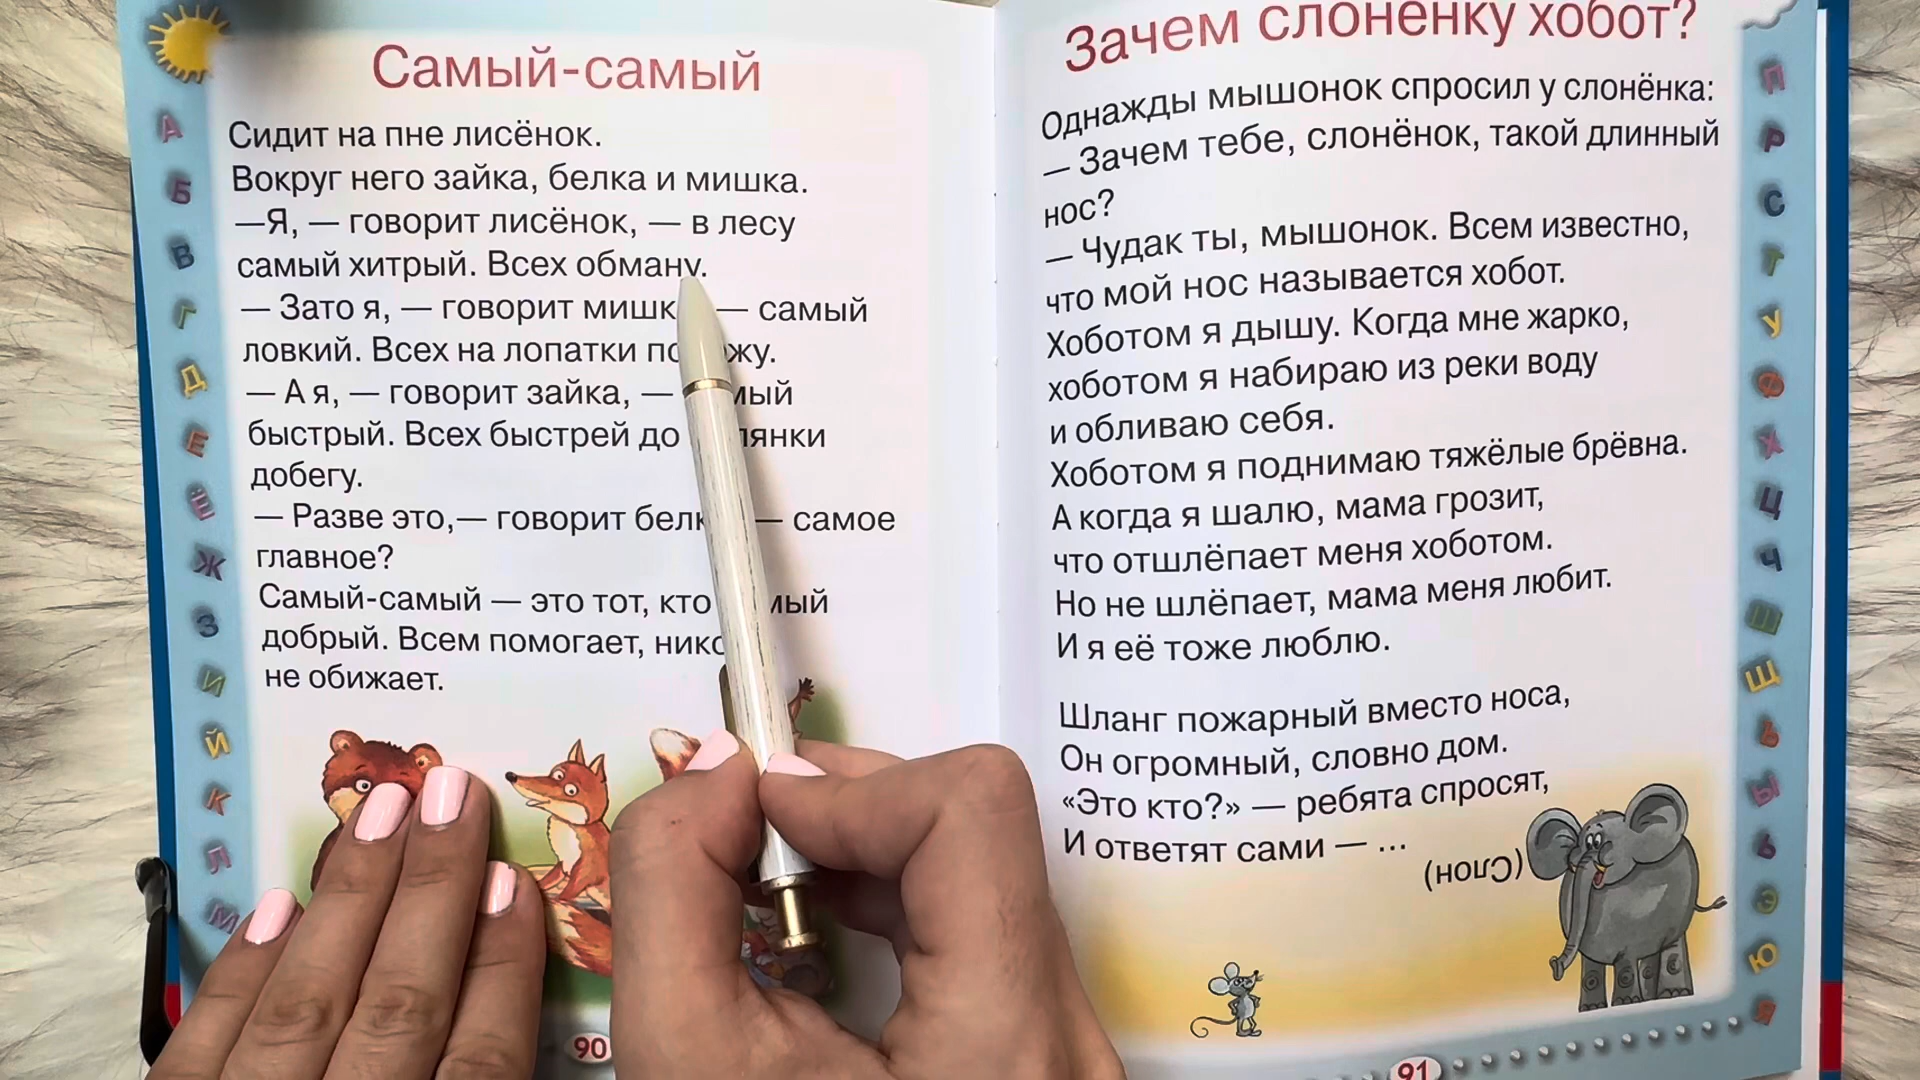 Самый-самый
Сидит на пне лисёнок.
Вокруг него зайка, белка и мишка.
—Я, — говорит лисёнок, — в лесу
самый хитрый. Всех обману.
— Зато я, — говорит — самый
ловкий. Всех на лопатки
— А я, — говорит зайка, —
быстрый. Всех быстрей до
добегу.
— Разве это,— говорит — самое
главное?
Самый-самый — это тот, кто
добрый. Всем помогает,
не обижает.
90
Зачем слонёнку хобот?
Однажды мышонок спросил у слонёнка:
— Зачем тебе, слонёнок, такой длинный
нос?
— Чудак ты, мышонок. Всем известно,
что мой нос называется хобот.
Хоботом я дышу. Когда мне жарко,
хоботом я набираю из реки воду
и обливаю себя.
Хоботом я поднимаю тяжёлые брёвна.
А когда я шалю, мама грозит,
что отшлёпает меня хоботом.
Но не шлёпает, мама меня любит.
И я её тоже люблю.
Шланг пожарный вместо носа,
Он огромный, словно дом.
«Это кто?» — ребята спросят,
И ответят сами — ...
(Слон)
91
А
Б
В
Г
Д
Е
Ё
Ж
З
И
Й
К
Л
М
П
Р
С
Т
У
Ф
Х
Ц
Ч
Ш
Щ
Ь
Ы
Ъ
Э
Ю
Я